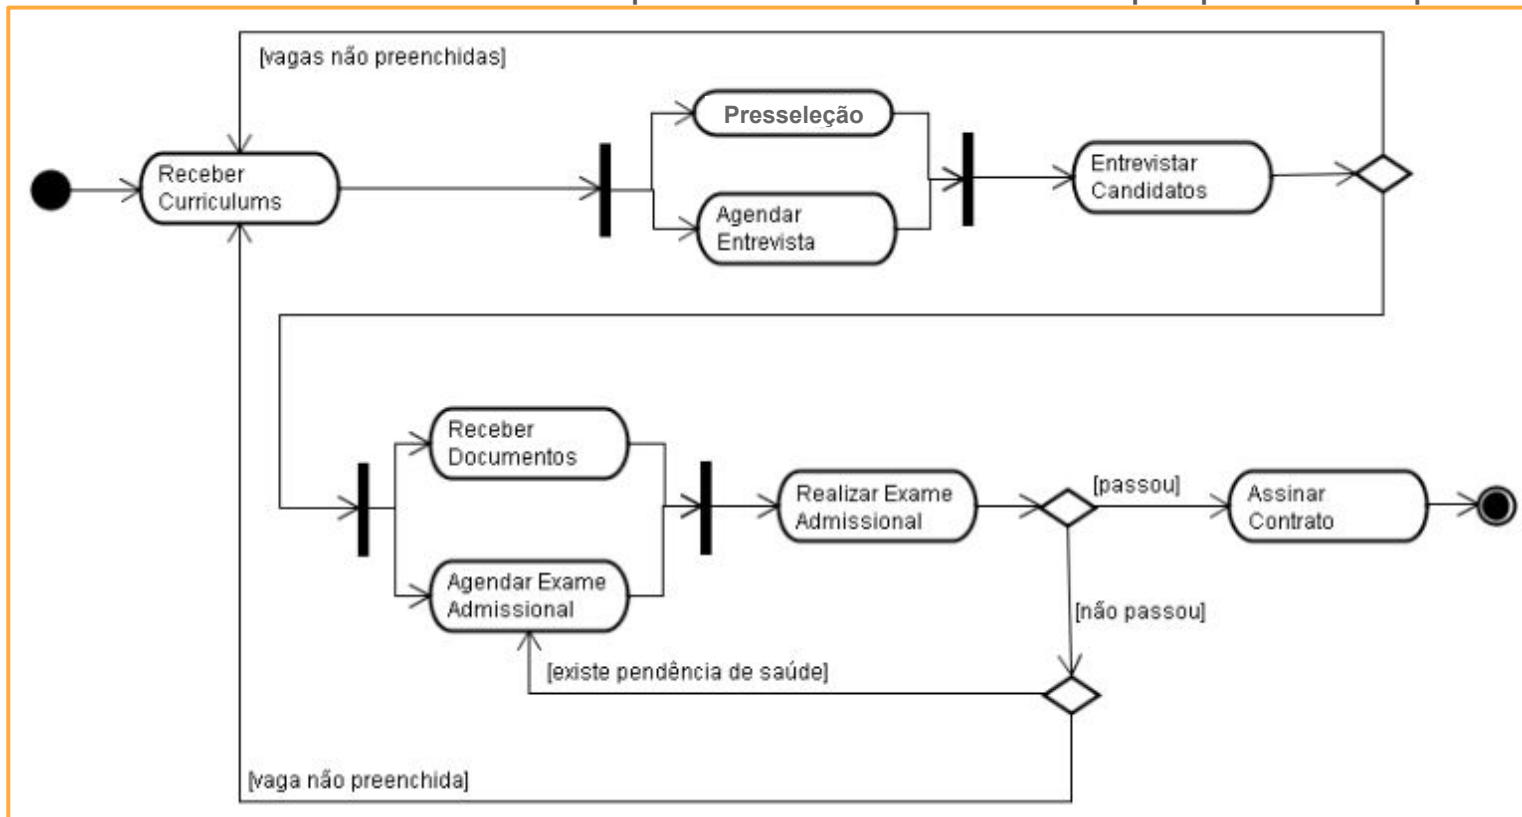 [vagas não preenchidas]
Presseleção
Receber
Curriculums
Agendar
Entrevista
Entrevistar
Candidatos
Receber
Documentos
Realizar Exame
Admissional
[passou]
Assinar
Contrato
Agendar Exame
Admissional
[não passou]
[existe pendência de saúde]
[vaga não preenchida]